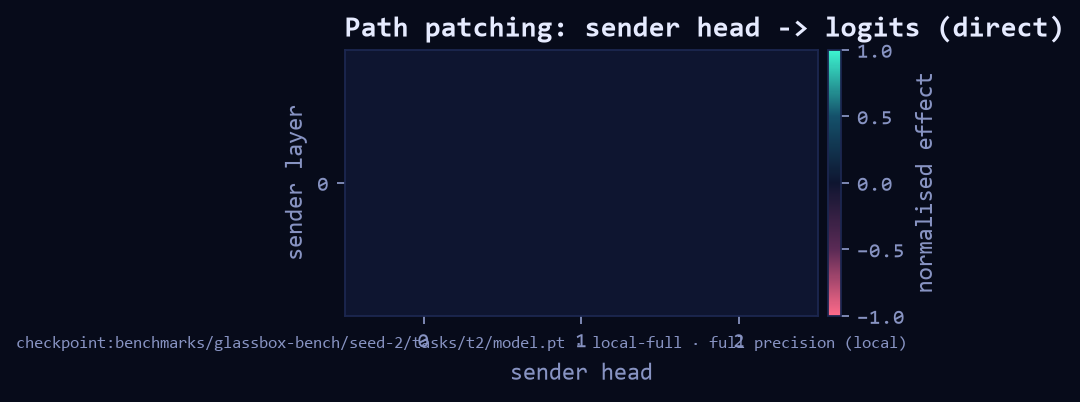 Path patching: sender head -> logits (direct)
1.0
0.5
0.0
-0.5
-1.0
normalised effect
sender layer
0
0 1 2
checkpoint:benchmarks/glassbox-bench/seed-2/tasks/t2/model.pt · local-full · full precision (local)
sender head